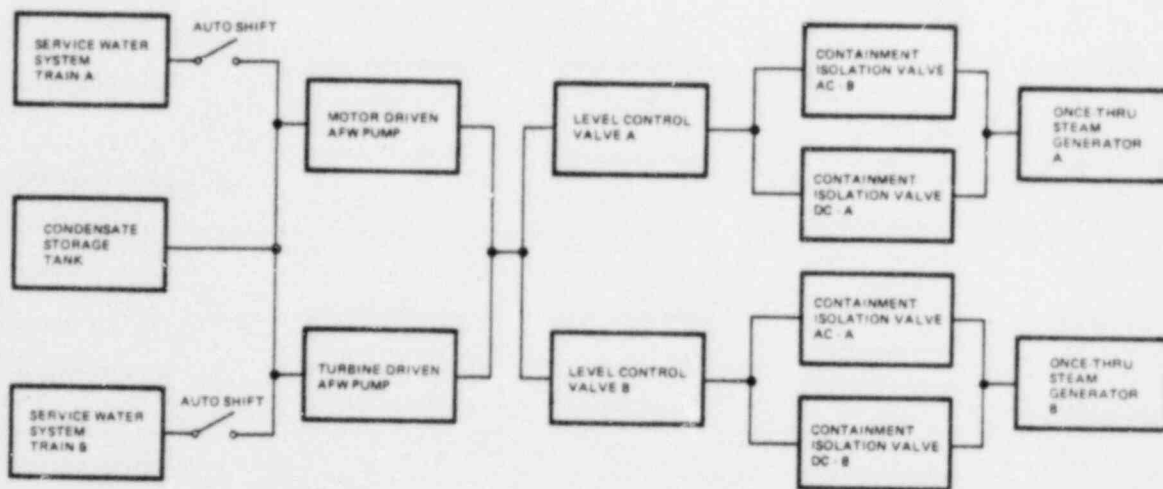 AUTO SHIFT
SERVICE WATER
SYSTEM
TRAIN A
MOTOR DRIVEN
AFW PUMP
LEVEL CONTROL
VALVE A
CONTAINMENT
ISOLATION VALVE
AC - B
CONTAINMENT
ISOLATION VALVE
DC - A
ONCE-THRU
STEAM
GENERATOR
A
CONDENSATE
STORAGE
TANK
TURBINE DRIVEN
AFW PUMP
LEVEL CONTROL
VALVE B
CONTAINMENT
ISOLATION VALVE
AC - A
CONTAINMENT
ISOLATION VALVE
DC - B
ONCE-THRU
STEAM
GENERATOR
B
AUTO SHIFT
SERVICE WATER
SYSTEM
TRAIN B